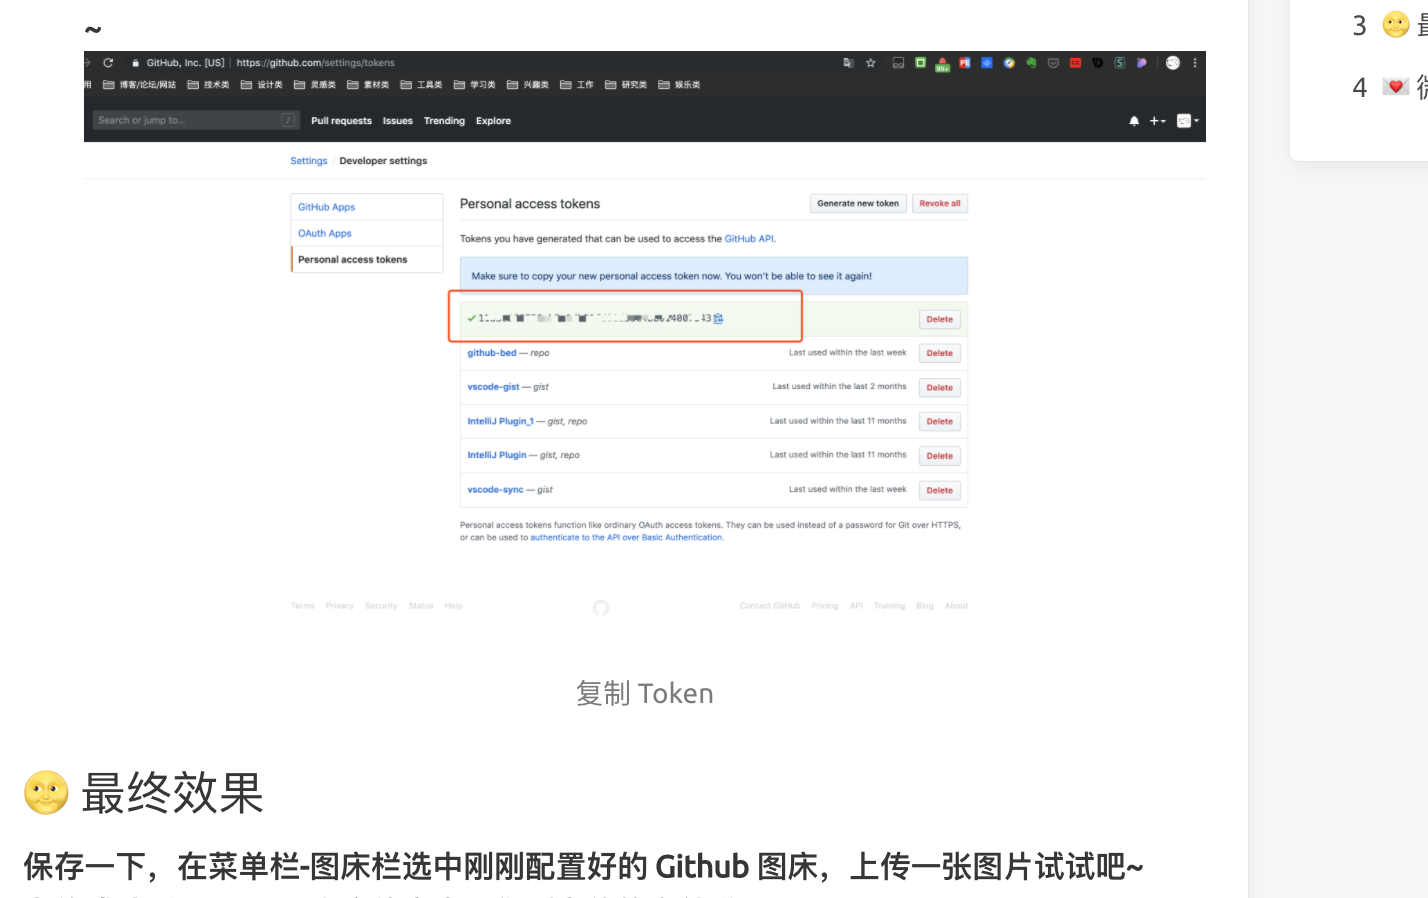 ~
3 🌝 最
4 💌 微
GitHub, Inc. [US] | https://github.com/settings/tokens
用 博客/论坛/网站 技术类 设计类 灵感类 素材类 工具类 学习类 兴趣类 工作 研究类 娱乐类
Search or jump to... / Pull requests Issues Trending Explore
Settings / Developer settings
GitHub Apps
OAuth Apps
Personal access tokens
Personal access tokens Generate new token Revoke all
Tokens you have generated that can be used to access the GitHub API.
Make sure to copy your new personal access token now. You won't be able to see it again!
Delete
github-bed — repo Last used within the last week Delete
vscode-gist — gist Last used within the last 2 months Delete
IntelliJ Plugin_1 — gist, repo Last used within the last 11 months Delete
IntelliJ Plugin — gist, repo Last used within the last 11 months Delete
vscode-sync — gist Last used within the last week Delete
Personal access tokens function like ordinary OAuth access tokens. They can be used instead of a password for Git over HTTPS,
or can be used to authenticate to the API over Basic Authentication.
Terms Privacy Security Status Help Contact GitHub Pricing API Training Blog About
复制 Token
🌝 最终效果
保存一下，在菜单栏-图床栏选中刚刚配置好的 Github 图床，上传一张图片试试吧~